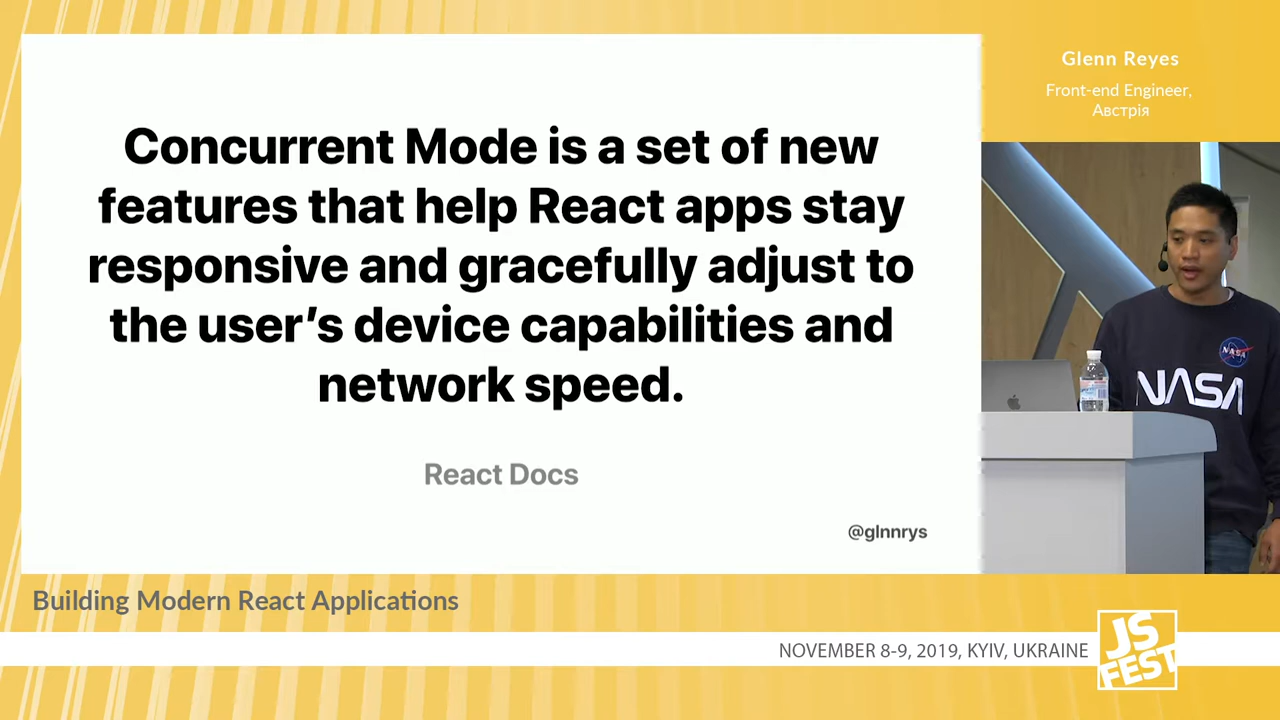 Concurrent Mode is a set of new
features that help React apps stay
responsive and gracefully adjust to
the user’s device capabilities and
network speed.
React Docs
@glnnrys
Glenn Reyes
Front-end Engineer,
Австрія
NASA
NASA
Building Modern React Applications
NOVEMBER 8-9, 2019, KYIV, UKRAINE
JS
FEST